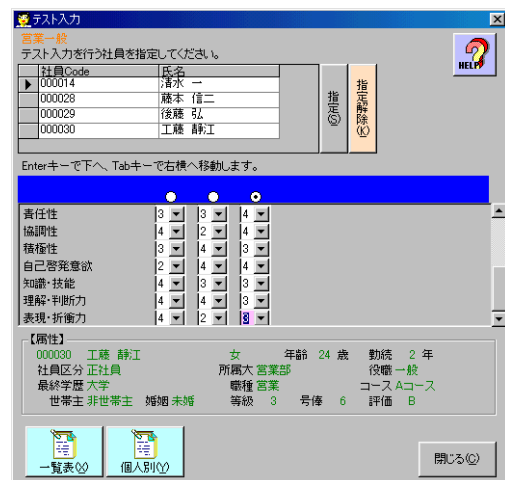 テスト入力
営業一般
テスト入力を行う社員を指定してください。
HELP
社員Code 氏名
000014 清水 一
000028 藤本 信二
000029 後藤 弘
000030 工藤 静江
指定(S)
指定解除(K)
Enterキーで下へ、Tabキーで右横へ移動します。
責任性 3 3 4
協調性 4 2 4
積極性 3 4 3
自己啓発意欲 2 4 4
知識・技能 4 3 3
理解・判断力 4 4 3
表現・折衝力 4 2 3
【属性】
000030 工藤 静江 女 年齢 24 歳 勤続 2 年
社員区分 正社員 所属大 営業部 役職 一般
最終学歴 大学 職種 営業 コース Aコース
世帯主 非世帯主 婚姻 未婚 等級 3 号俸 6 評価 B
一覧表(X) 個人別(Y) 閉じる(C)